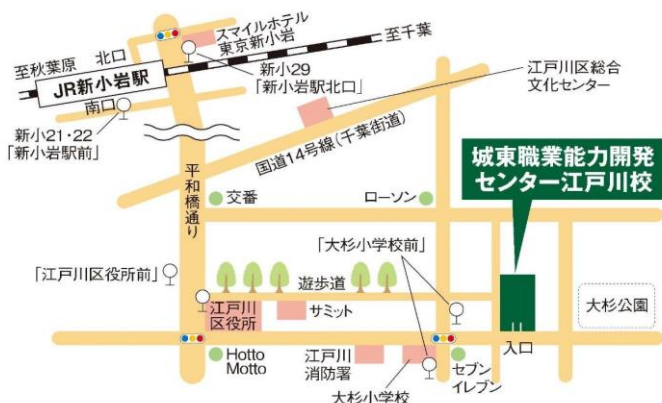 スマイルホテル
東京新小岩
至千葉
北口
至秋葉原
JR新小岩駅
新小29
「新小岩駅北口」
江戸川区総合
文化センター
南口
新小21・22
「新小岩駅前」
国道14号線(千葉街道)
城東職業能力開発
センター江戸川校
平和橋通り
交番
ローソン
「大杉小学校前」
「江戸川区役所前」
遊歩道
江戸川
区役所
サミット
大杉公園
入口
Hotto
Motto
江戸川
消防署
セブン
イレブン
大杉小学校